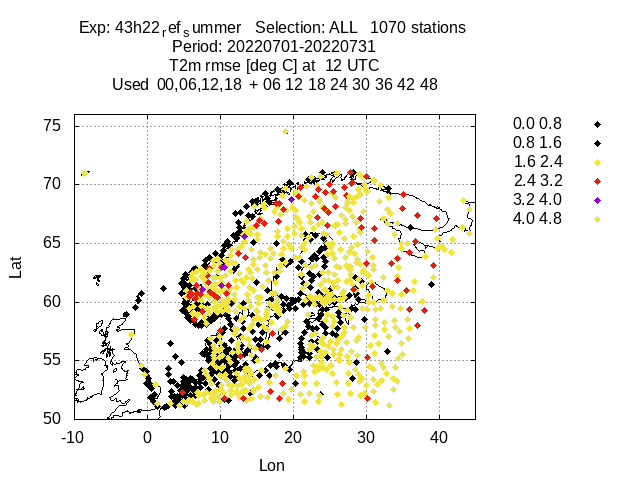 Exp: 43h22ref summer Selection: ALL 1070 stations
Period: 20220701-20220731
T2m rmse [deg C] at 12 UTC
Used 00,06,12,18 + 06 12 18 24 30 36 42 48
0.0 0.8
0.8 1.6
1.6 2.4
2.4 3.2
3.2 4.0
4.0 4.8
75
70
65
60
55
50
Lat
-10 0 10 20 30 40
Lon